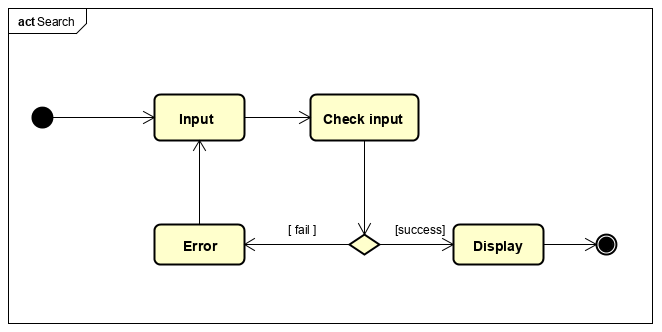 act Search
Input
Check input
[ fail ]
[success]
Error
Display